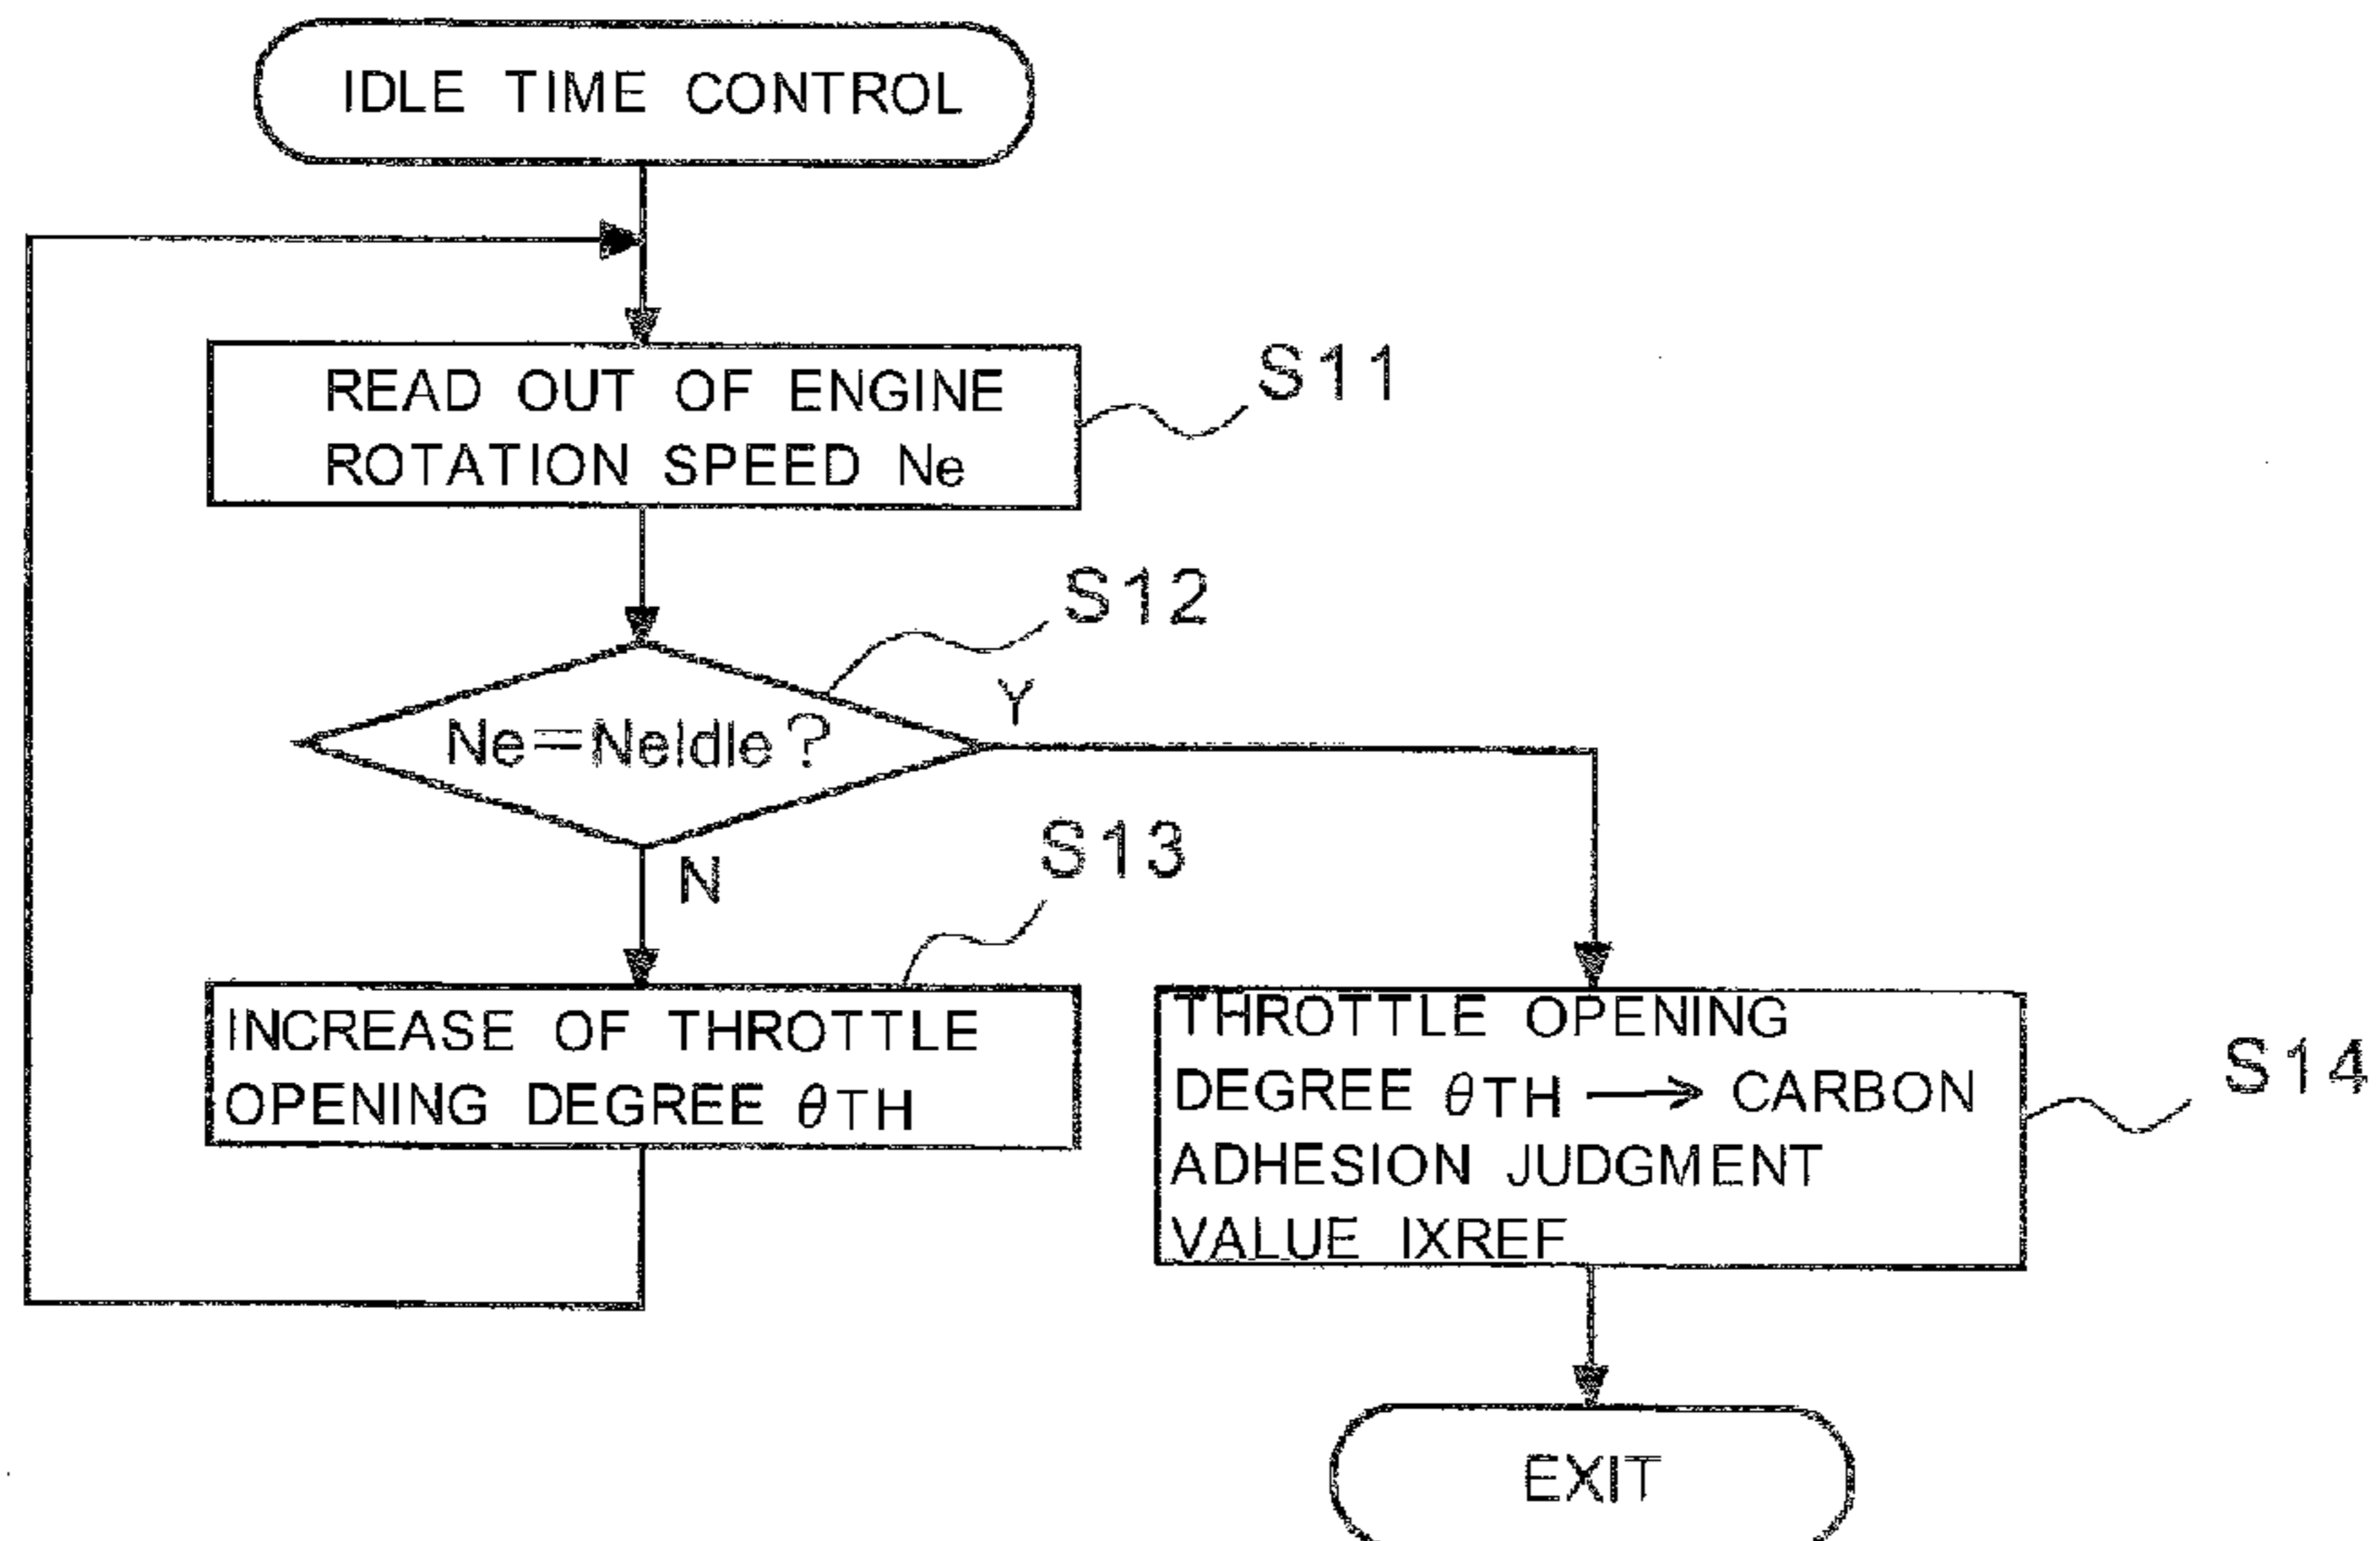 IDLE TIME CONTROL
READ OUT OF ENGINE
ROTATION SPEED Ne
S11
S12
Ne=NeIdle?
Y
N
S13
INCREASE OF THROTTLE
OPENING DEGREE θTH
THROTTLE OPENING
DEGREE θTH → CARBON
ADHESION JUDGMENT
VALUE IXREF
S14
EXIT